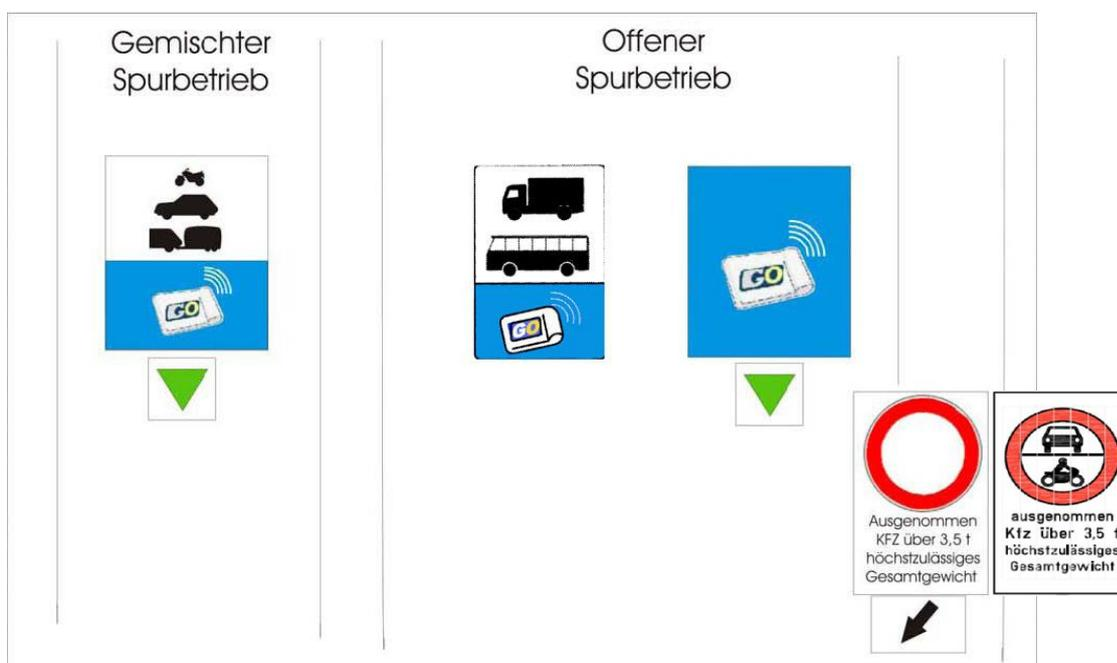 Gemischter
Spurbetrieb
Offener
Spurbetrieb
GO
GO
GO
Ausgenommen
KFZ über 3,5 t
höchstzulässiges
Gesamtgewicht
ausgenommen
Kfz über 3,5 t
höchstzulässiges
Gesamtgewicht